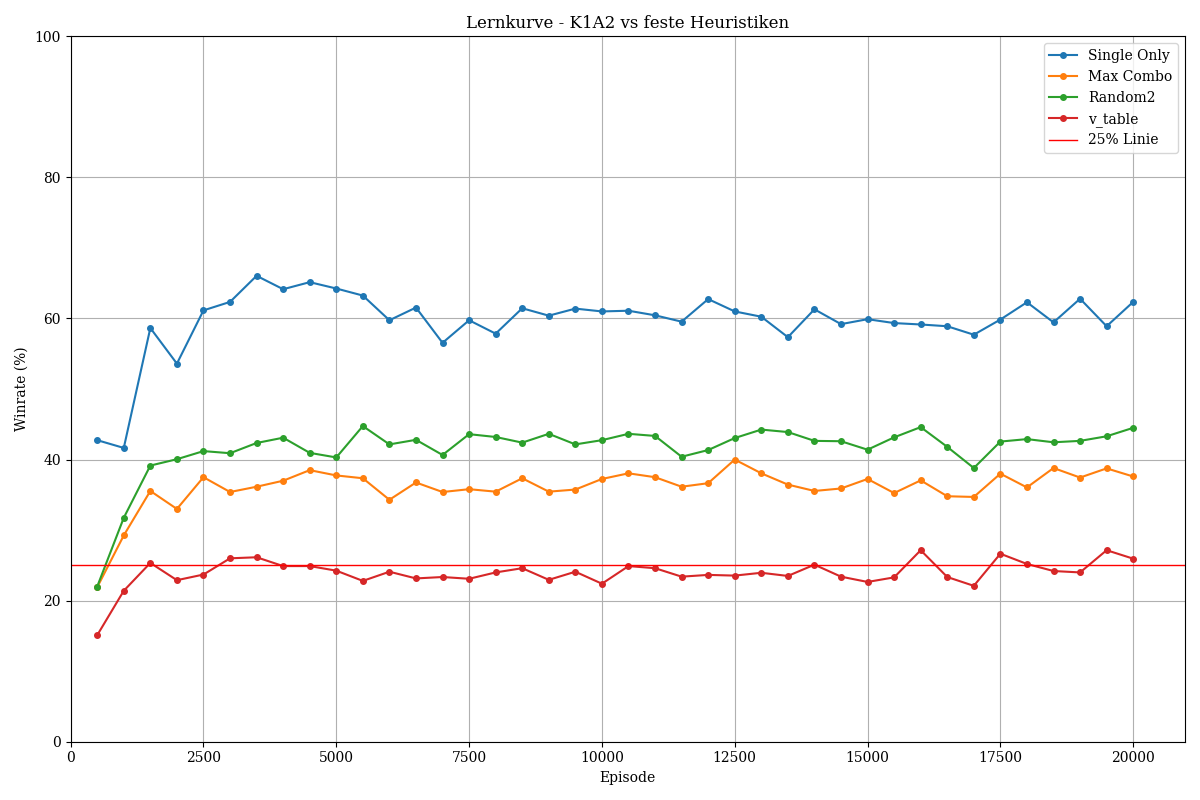 Lernkurve - K1A2 vs feste Heuristiken
100
80
60
40
20
0
Winrate (%)
Single Only
Max Combo
Random2
v_table
25% Linie
0 2500 5000 7500 10000 12500 15000 17500 20000
Episode